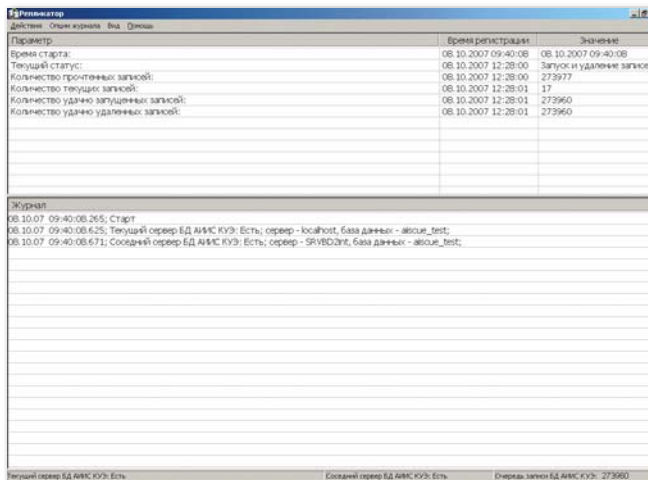 Репликатор
Действия Опции журнала Вид Помощь
Параметр Время регистрации Значение
Время старта: 08.10.2007 09:40:08 08.10.2007 09:40:08
Текущий статус: 08.10.2007 12:28:00 Запуск и удаление записе
Количество прочтенных записей: 08.10.2007 12:28:00 273977
Количество текущих записей: 08.10.2007 12:28:01 17
Количество удачно запущенных записей: 08.10.2007 12:28:01 273960
Количество удачно удаленных записей: 08.10.2007 12:28:01 273960
Журнал
08.10.07 09:40:08.265; Старт
08.10.07 09:40:08.625; Текущий сервер БД АИИС КУЭ: Есть; сервер - localhost, база данных - aiscue_test;
08.10.07 09:40:08.671; Соседний сервер БД АИИС КУЭ: Есть; сервер - SRVBD2int, база данных - aiscue_test;
Текущий сервер БД АИИС КУЭ: Есть Соседний сервер БД АИИС КУЭ: Есть Очередь записи БД АИИС КУЭ: 273960